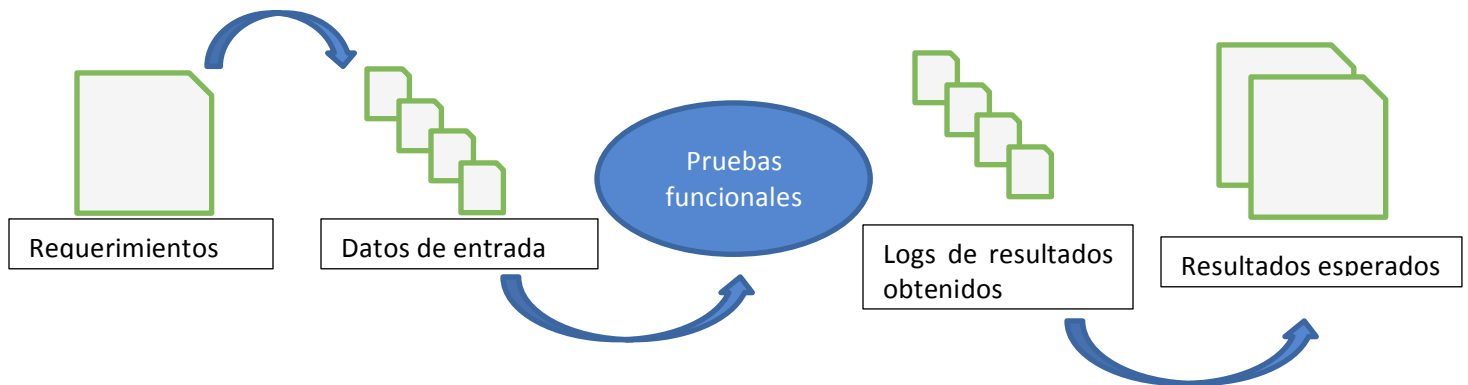 Requerimientos
Datos de entrada
Pruebas
funcionales
Logs de resultados
obtenidos
Resultados esperados